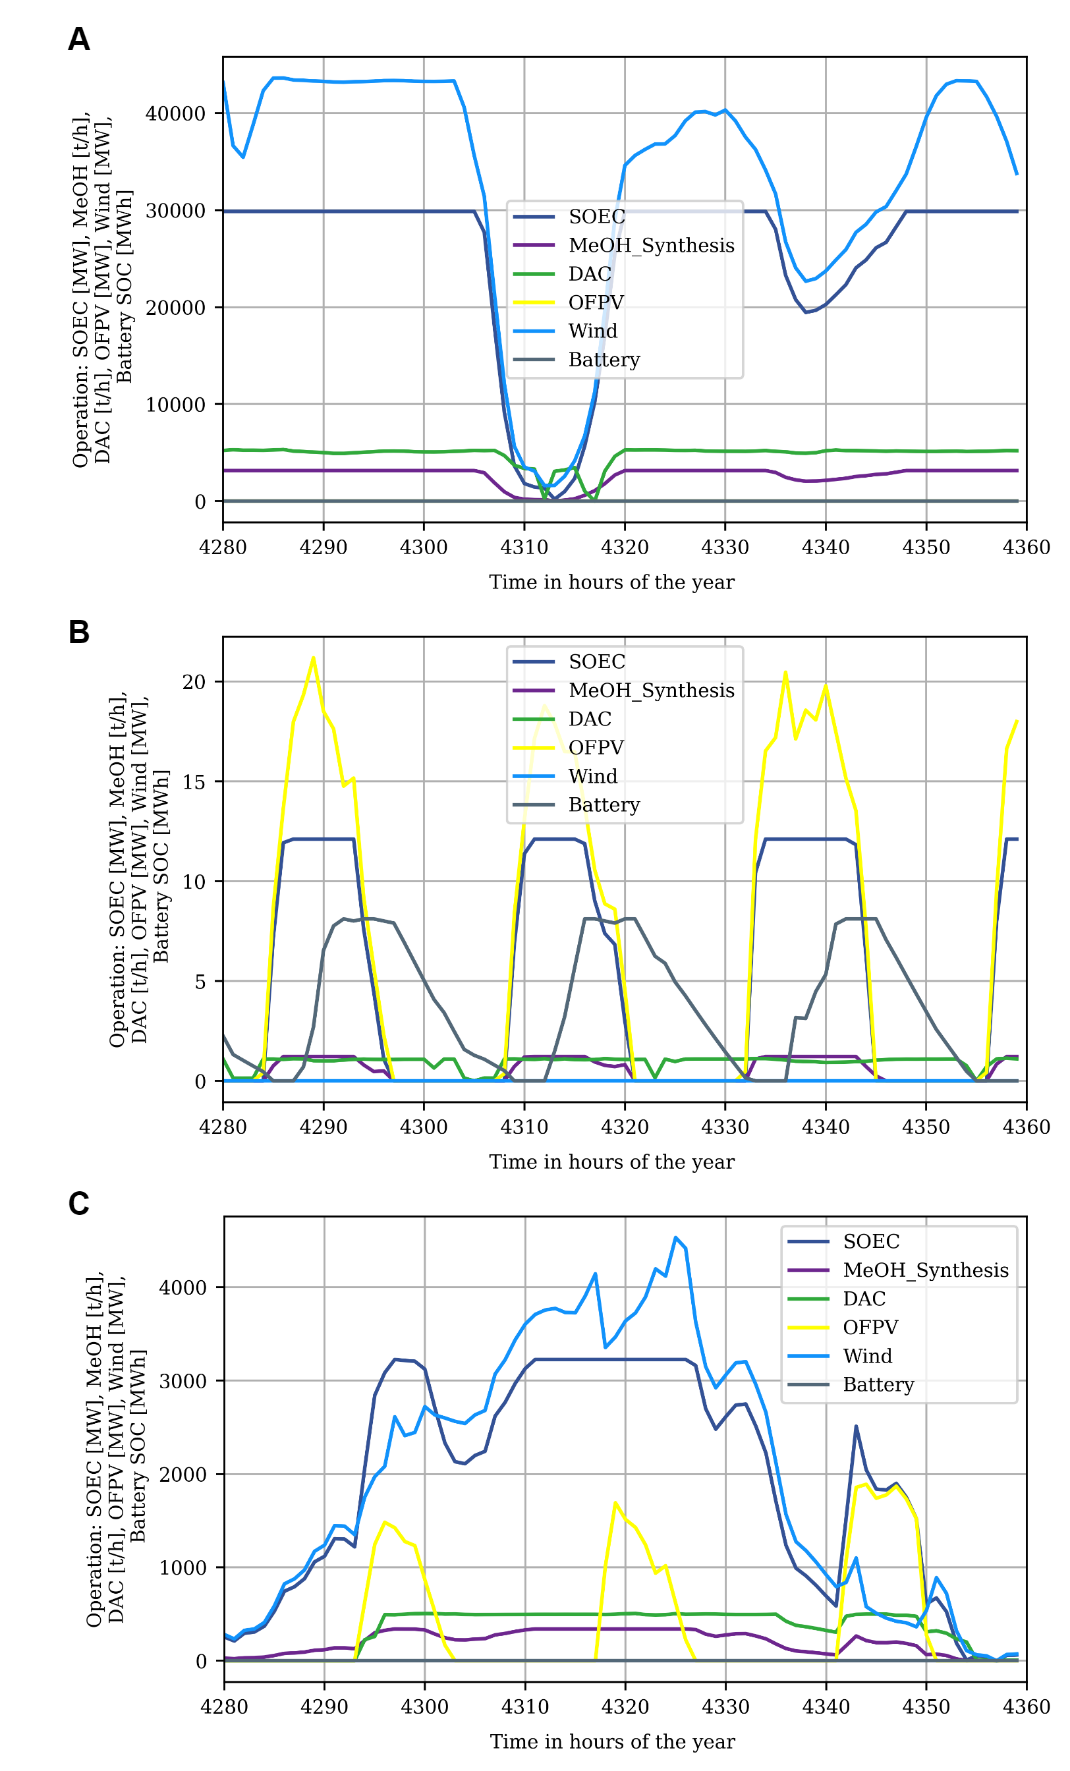 A
Operation: SOEC [MW], MeOH [t/h],
DAC [t/h], OFPV [MW], Wind [MW],
Battery SOC [MWh]
40000
30000
20000
10000
0
SOEC
MeOH_Synthesis
DAC
OFPV
Wind
Battery
4280 4290 4300 4310 4320 4330 4340 4350 4360
Time in hours of the year
B
Operation: SOEC [MW], MeOH [t/h],
DAC [t/h], OFPV [MW], Wind [MW],
Battery SOC [MWh]
20
15
10
5
0
SOEC
MeOH_Synthesis
DAC
OFPV
Wind
Battery
4280 4290 4300 4310 4320 4330 4340 4350 4360
Time in hours of the year
C
Operation: SOEC [MW], MeOH [t/h],
DAC [t/h], OFPV [MW], Wind [MW],
Battery SOC [MWh]
4000
3000
2000
1000
0
SOEC
MeOH_Synthesis
DAC
OFPV
Wind
Battery
4280 4290 4300 4310 4320 4330 4340 4350 4360
Time in hours of the year